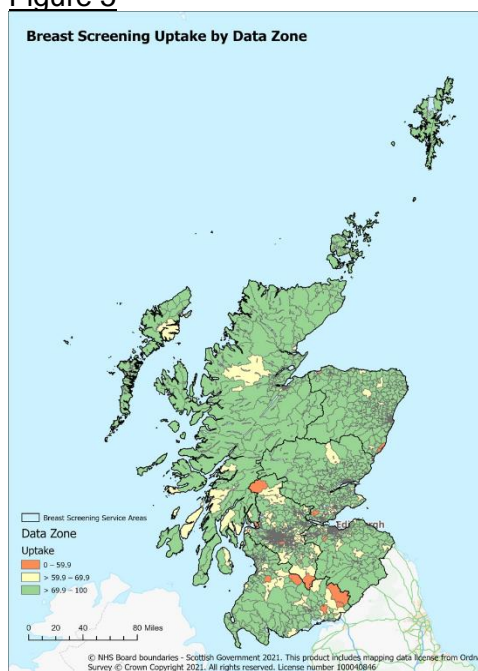 Figure 3
Breast Screening Uptake by Data Zone
Edinburgh
Breast Screening Service Areas
Data Zone
Uptake
0 – 59.9
> 59.9 – 69.9
> 69.9 – 100
0 20 40 80 Miles
© NHS Board boundaries - Scottish Government 2021. This product includes mapping data license from Ordn
Survey © Crown Copyright 2021. All rights reserved. License number 100040846